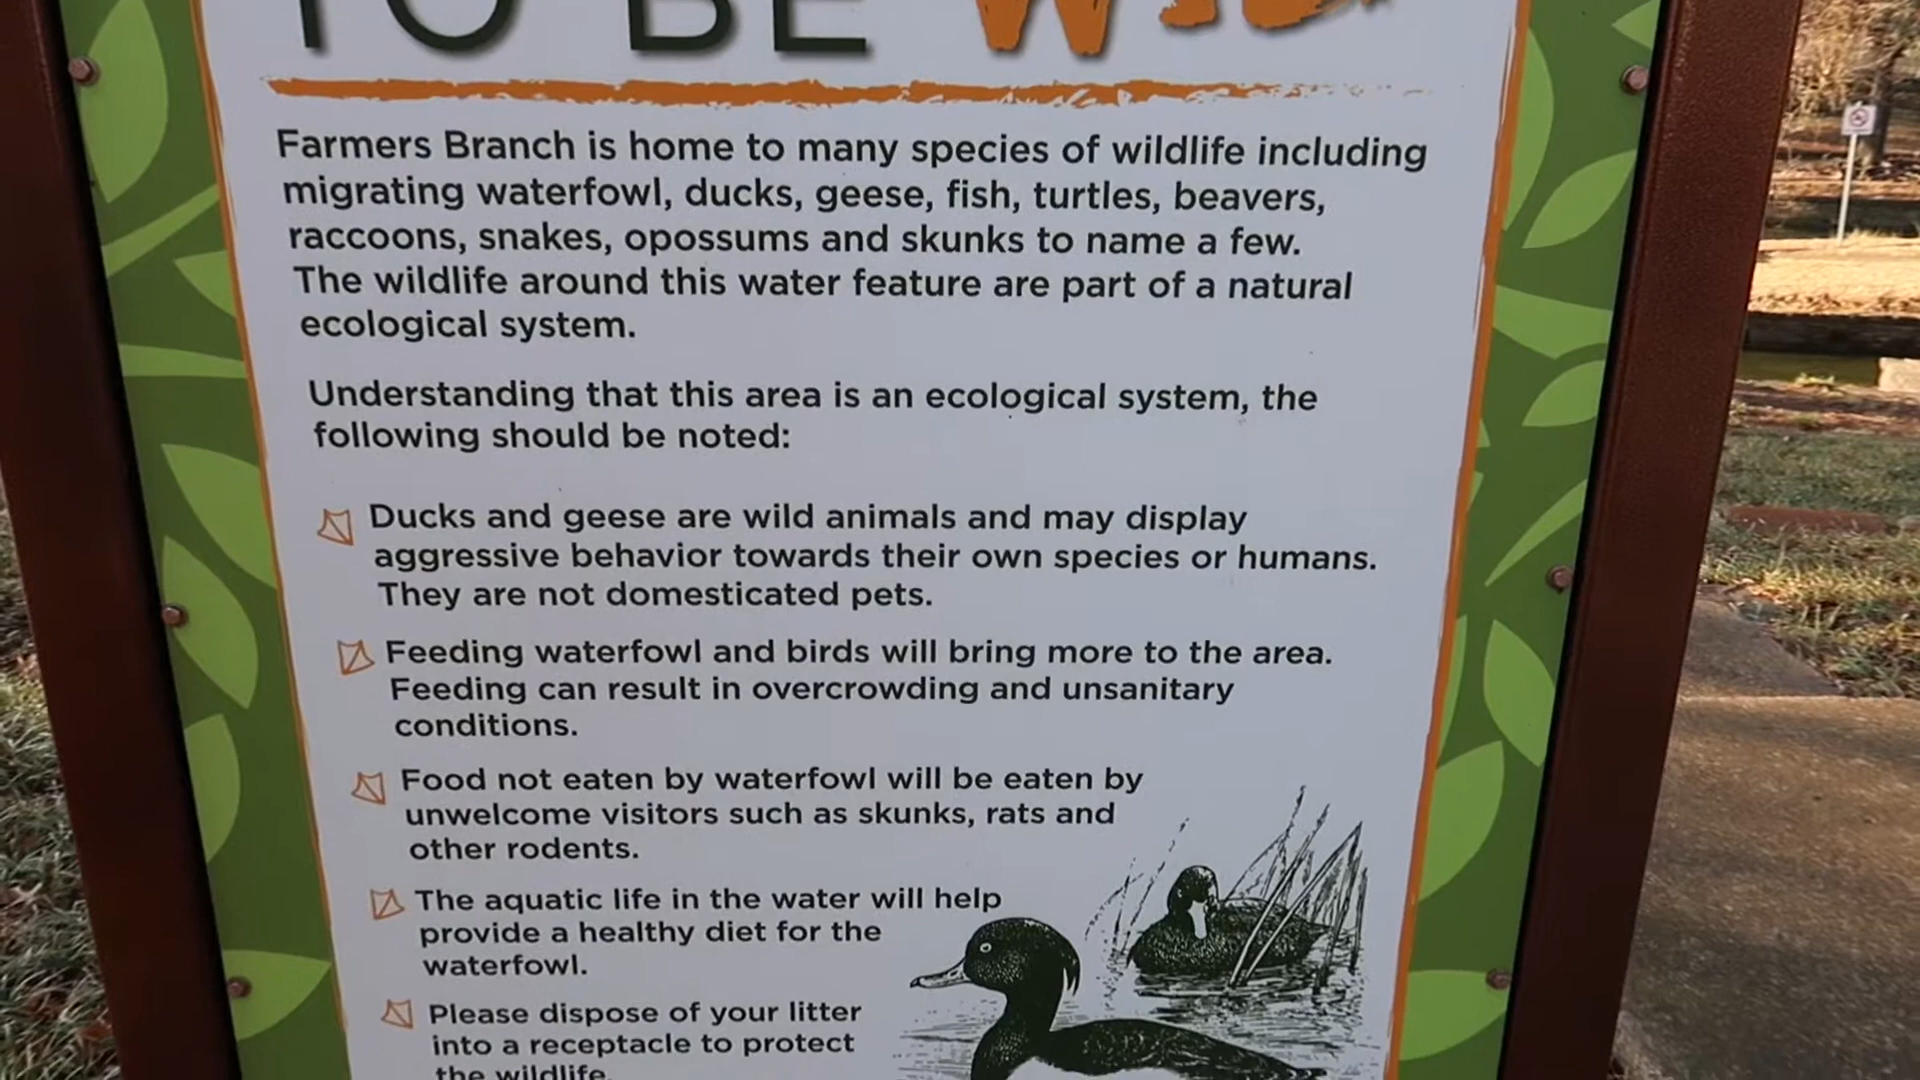 TO BE WILD
Farmers Branch is home to many species of wildlife including
migrating waterfowl, ducks, geese, fish, turtles, beavers,
raccoons, snakes, opossums and skunks to name a few.
The wildlife around this water feature are part of a natural
ecological system.
Understanding that this area is an ecological system, the
following should be noted:
Ducks and geese are wild animals and may display
aggressive behavior towards their own species or humans.
They are not domesticated pets.
Feeding waterfowl and birds will bring more to the area.
Feeding can result in overcrowding and unsanitary
conditions.
Food not eaten by waterfowl will be eaten by
unwelcome visitors such as skunks, rats and
other rodents.
The aquatic life in the water will help
provide a healthy diet for the
waterfowl.
Please dispose of your litter
into a receptacle to protect
the wildlife.